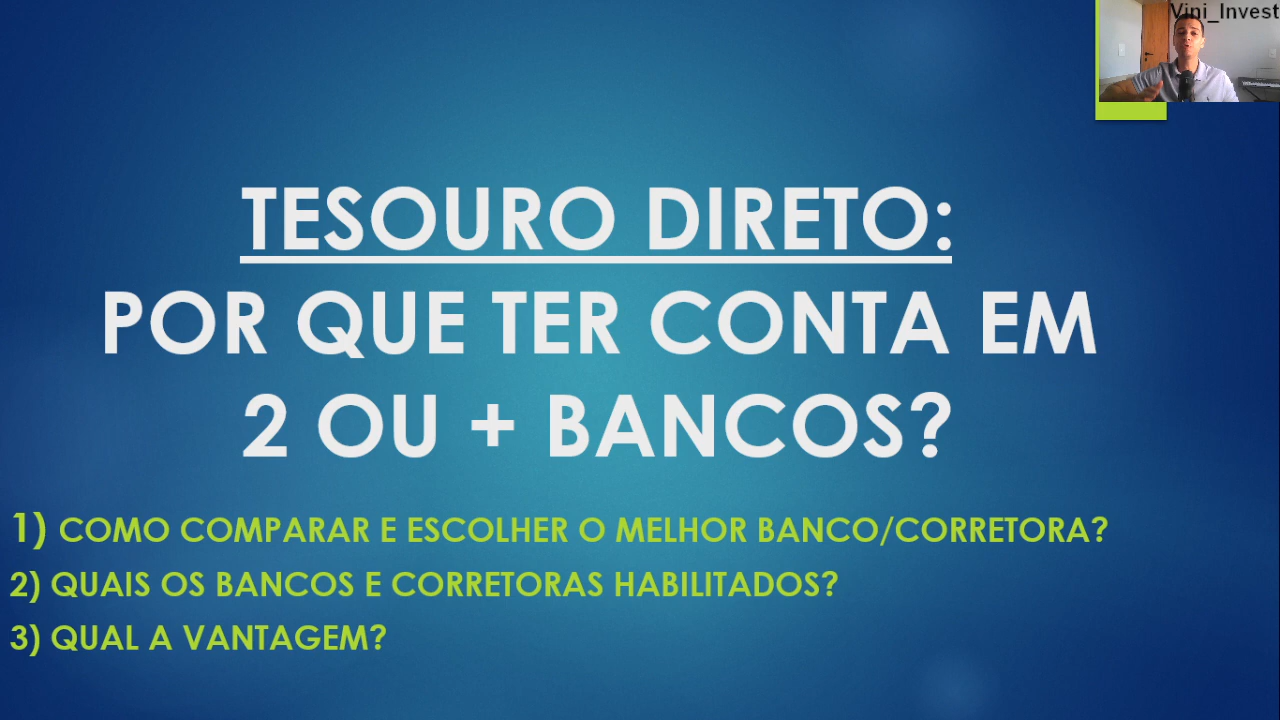 Vini_Invest
TESOURO DIRETO:
POR QUE TER CONTA EM
2 OU + BANCOS?
1) COMO COMPARAR E ESCOLHER O MELHOR BANCO/CORRETORA?
2) QUAIS OS BANCOS E CORRETORAS HABILITADOS?
3) QUAL A VANTAGEM?